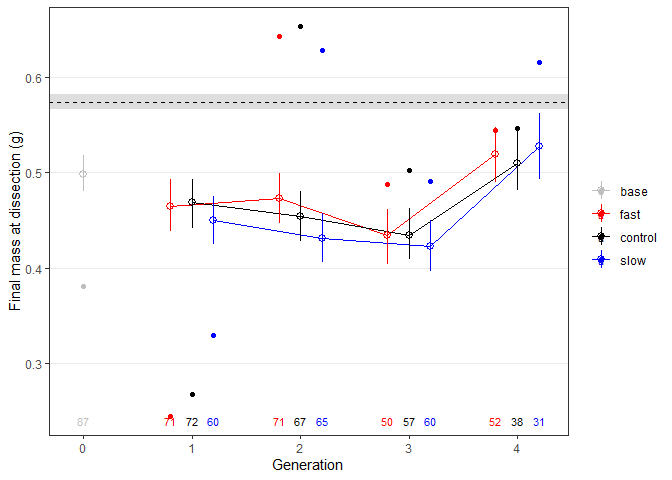 0.6
0.5
0.4
0.3
Final mass at dissection (g)
base
fast
control
slow
87 71 72 60 71 67 65 50 57 60 52 38 31
0 1 2 3 4
Generation